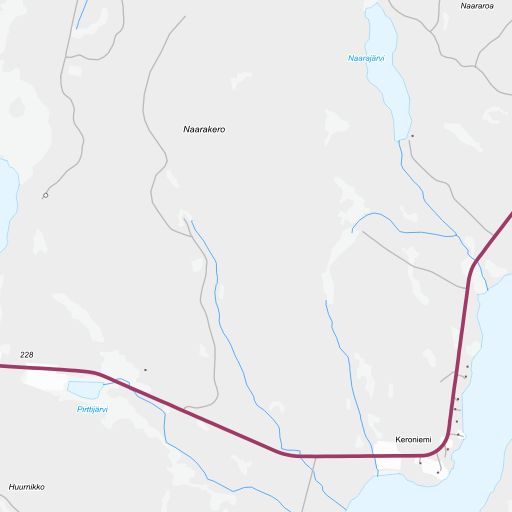 Naararoa
Naarajärvi
Naarakero
228
Pirttijärvi
Keroniemi
Huurnikko